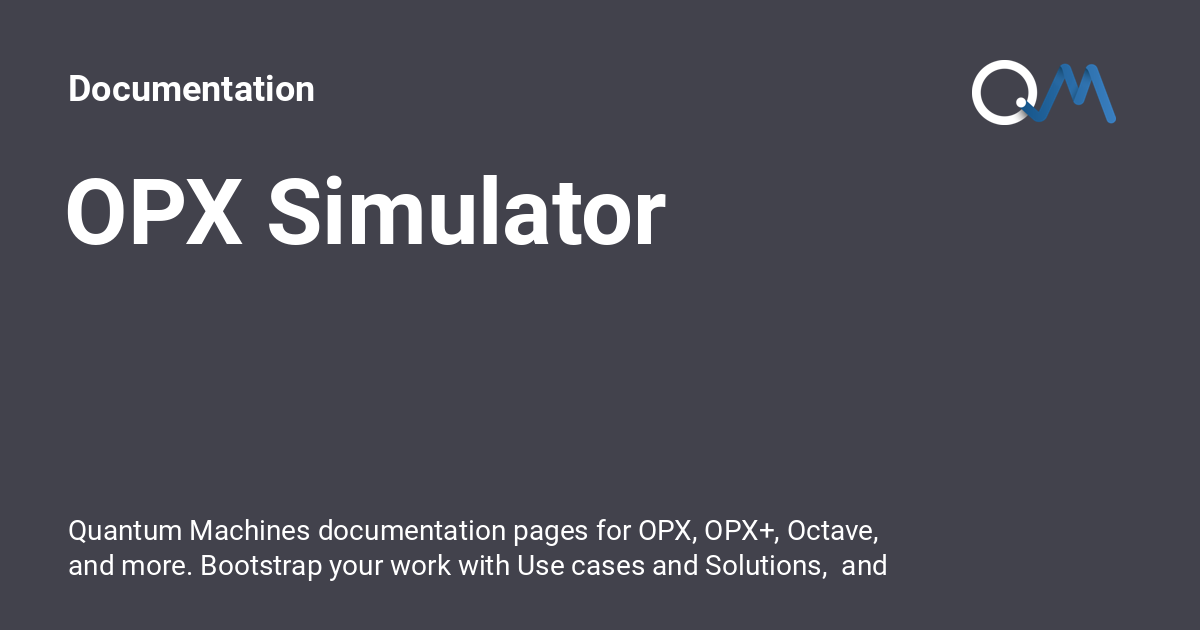 Documentation
QM
OPX Simulator
Quantum Machines documentation pages for OPX, OPX+, Octave,
and more. Bootstrap your work with Use cases and Solutions,  and